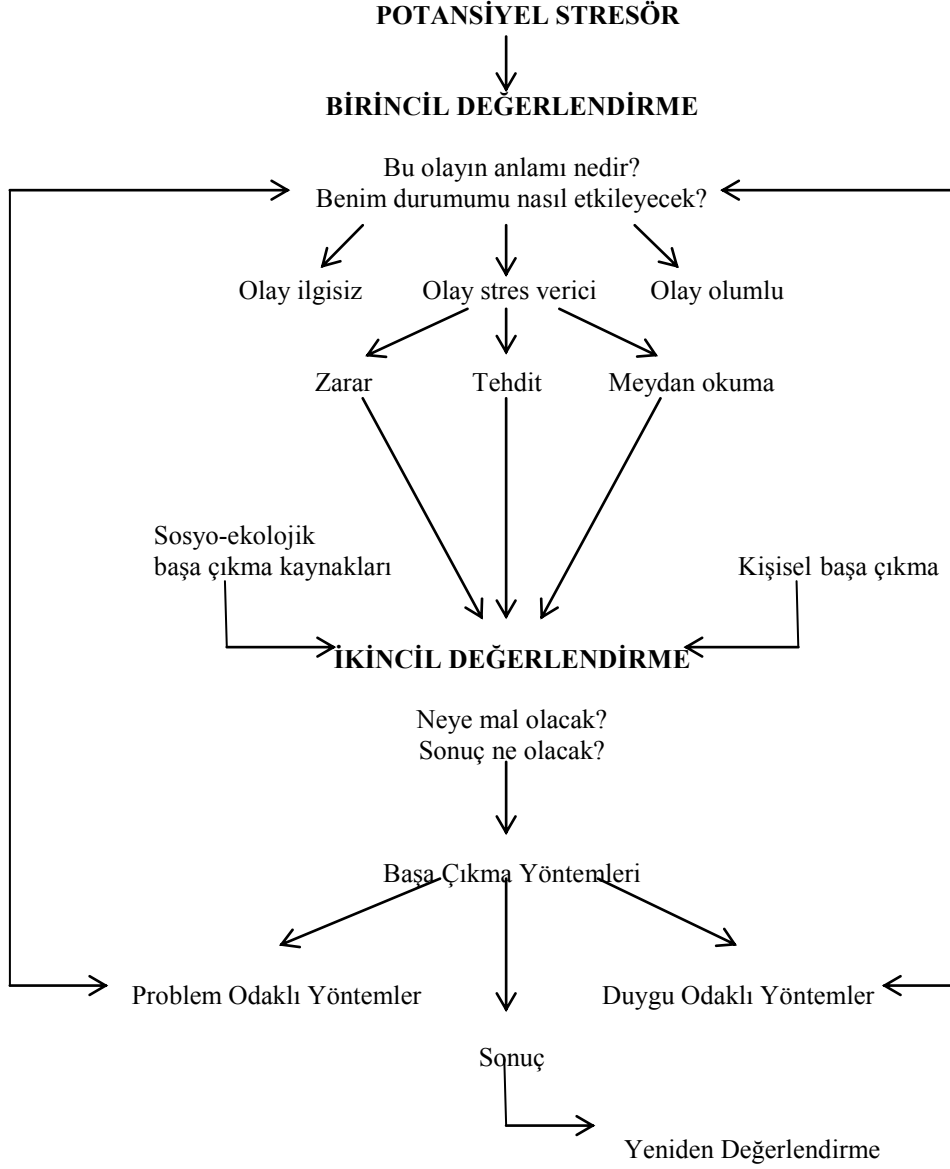 POTANSİYEL STRESÖR
BİRİNCİL DEĞERLENDİRME
Bu olayın anlamı nedir?
Benim durumumu nasıl etkileyecek?
Olay ilgisiz
Olay stres verici
Olay olumlu
Zarar
Tehdit
Meydan okuma
Sosyo-ekolojik
başa çıkma kaynakları
Kişisel başa çıkma
İKİNCİL DEĞERLENDİRME
Neye mal olacak?
Sonuç ne olacak?
Başa Çıkma Yöntemleri
Problem Odaklı Yöntemler
Duygu Odaklı Yöntemler
Sonuç
Yeniden Değerlendirme